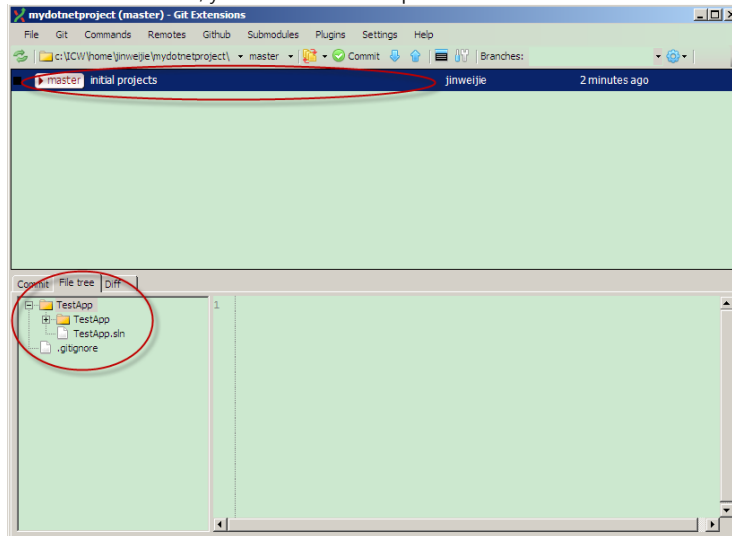 mydotnetproject (master) - Git Extensions
File Git Commands Remotes Github Submodules Plugins Settings Help
c:\ICW\home\jinweijie\mydotnetproject\ master Commit Branches:
master initial projects jinweijie 2 minutes ago
Commit File tree Diff
TestApp 1
TestApp
TestApp.sln
.gitignore